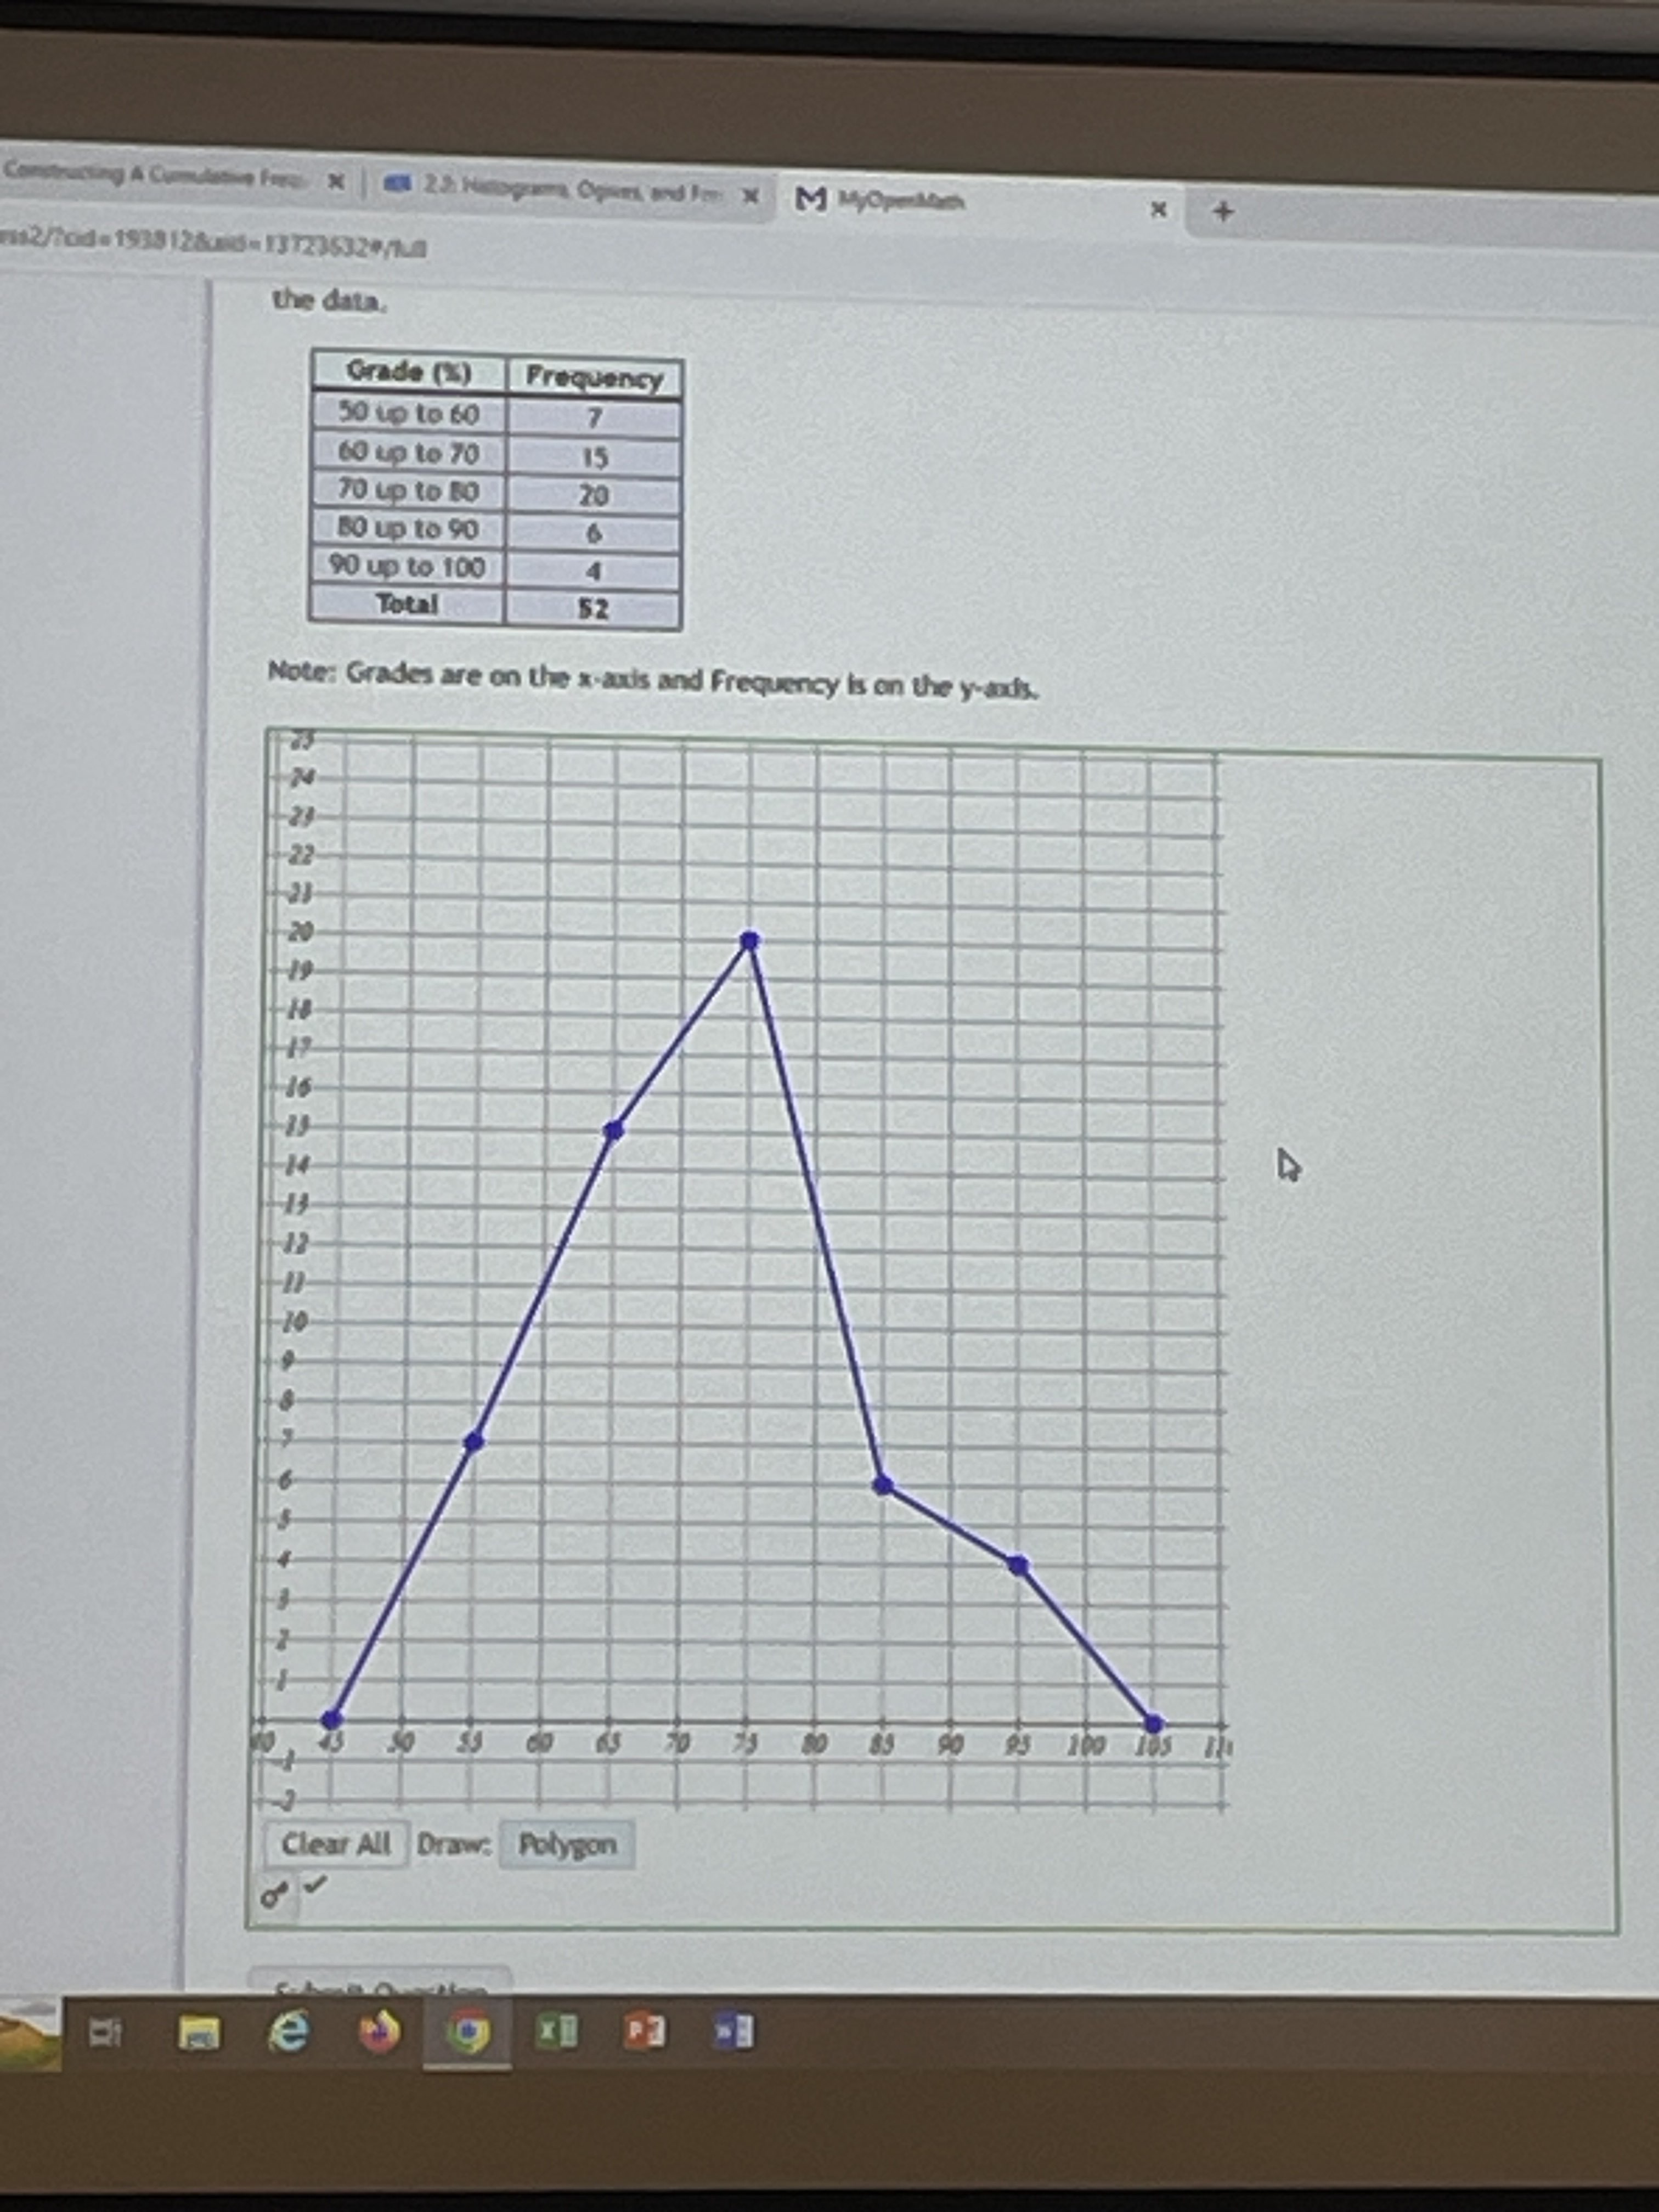 Constructing A Cumulative Freq
2.2: Histograms, Ogives, and Fre
MyOpenMath
ess2/?cid=193812&aid=13723632#/full
the data.
Grade (%) Frequency
50 up to 60 7
60 up to 70 15
70 up to 80 20
80 up to 90 6
90 up to 100 4
Total 52
Note: Grades are on the x-axis and Frequency is on the y-axis.
25
24
23
22
21
20
19
18
17
16
15
14
13
12
11
10
9
8
7
6
5
4
3
2
1
40 45 50 55 60 65 70 75 80 85 90 95 100 105 110
-1
-2
Clear All Draw: Polygon
Submit Question